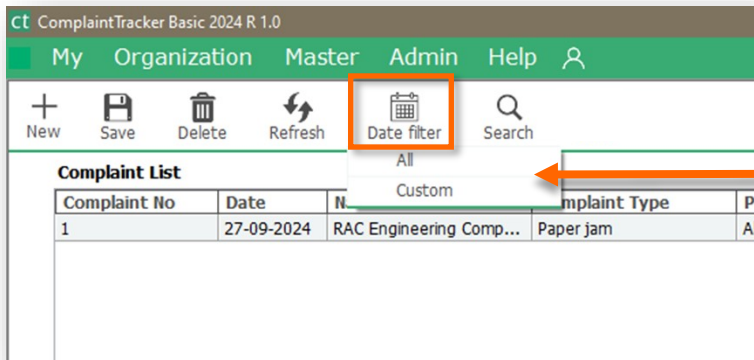 ct ComplaintTracker Basic 2024 R 1.0
My Organization Master Admin Help
New Save Delete Refresh Date filter Search
All
Custom
Complaint List
Complaint No Date N mplaint Type P
1 27-09-2024 RAC Engineering Comp... Paper jam A